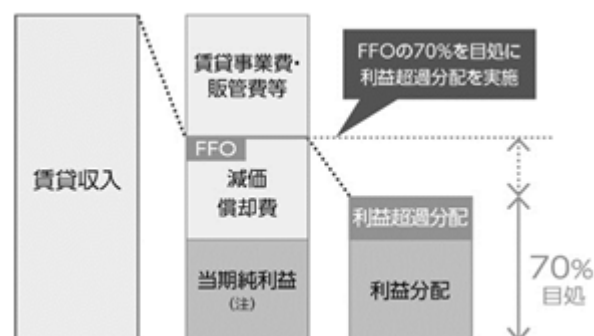 賃貸収入
賃貸事業費・
販管費等
FFO
減価
償却費
当期純利益
(注)
FFOの70%を目処に
利益超過分配を実施
利益超過分配
利益分配
70%
目処